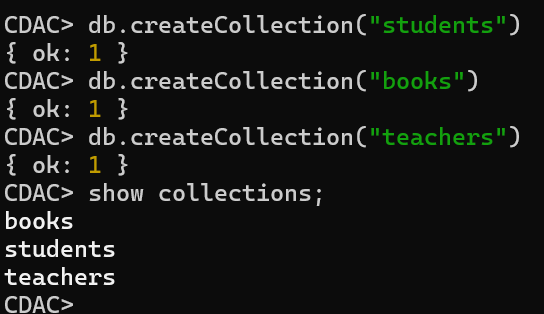 CDAC> db.createCollection("students")
{ ok: 1 }
CDAC> db.createCollection("books")
{ ok: 1 }
CDAC> db.createCollection("teachers")
{ ok: 1 }
CDAC> show collections;
books
students
teachers
CDAC>